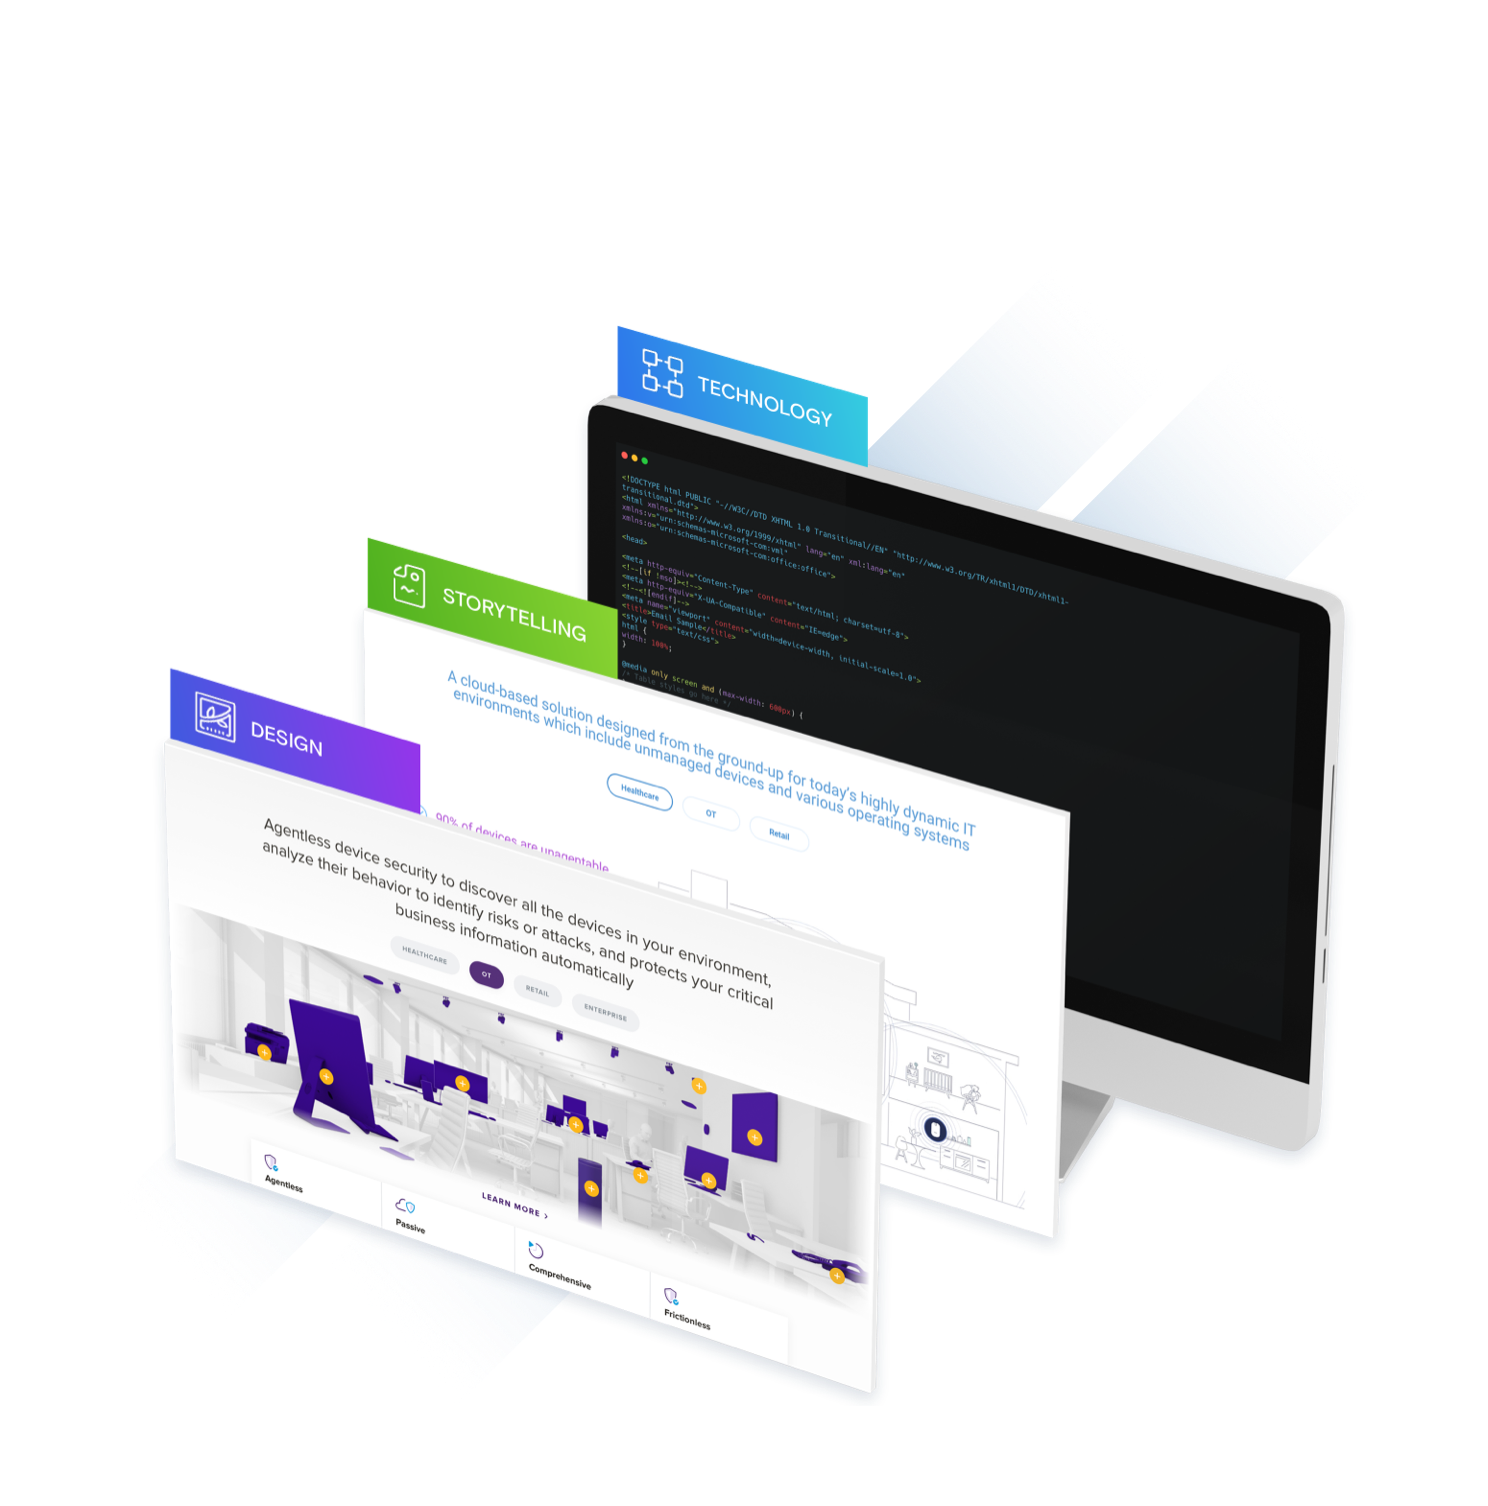 TECHNOLOGY
<!DOCTYPE html PUBLIC "-//W3C//DTD XHTML 1.0 Transitional//EN" "http://www.w3.org/TR/xhtml1/DTD/xhtml1-
transitional.dtd">
<html xmlns="http://www.w3.org/1999/xhtml" lang="en" xml:lang="en"
xmlns:v="urn:schemas-microsoft-com:vml"
xmlns:o="urn:schemas-microsoft-com:office:office">
<head>
<meta http-equiv="Content-Type" content="text/html; charset=utf-8">
<!--[if !mso]><!-->
<meta http-equiv="X-UA-Compatible" content="IE=edge">
<!--<![endif]-->
<meta name="viewport" content="width=device-width, initial-scale=1.0">
<title>Email Sample</title>
<style type="text/css">
html {
width: 100%;
}
@media only screen and (max-width: 600px) {
/* Table styles go here */
STORYTELLING
A cloud-based solution designed from the ground-up for today's highly dynamic IT
environments which include unmanaged devices and various operating systems
Healthcare
OT
Retail
90% of devices are unagentable
DESIGN
Agentless device security to discover all the devices in your environment,
analyze their behavior to identify risks or attacks, and protects your critical
business information automatically
HEALTHCARE
OT
RETAIL
ENTERPRISE
LEARN MORE >
Agentless
Passive
Comprehensive
Frictionless